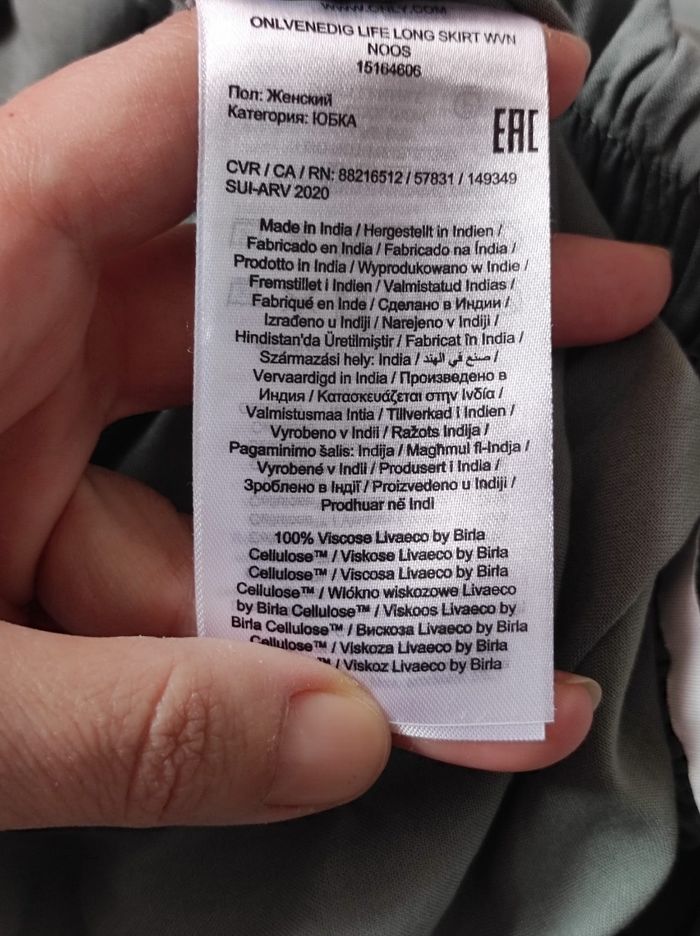 WWW.ONLY.COM
ONLVENEDIG LIFE LONG SKIRT WVN
NOOS
15164606
Пол: Женский
Категория: ЮБКА
EAC
CVR / CA / RN: 88216512 / 57831 / 149349
SUI-ARV 2020
Made in India / Hergestellt in Indien /
Fabricado en India / Fabricado na Índia /
Prodotto in India / Wyprodukowano w Indie /
Fremstillet i Indien / Valmistatud Indias /
Fabriqué en Inde / Сделано в Индии /
Izrađeno u Indiji / Narejeno v Indiji /
Hindistan'da Üretilmiştir / Fabricat în India /
Származási hely: India / صنع في الهند /
Vervaardigd in India / Произведено в
Индия / Κατασκευάζεται στην Ινδία /
Valmistusmaa Intia / Tillverkad i Indien /
Vyrobeno v Indii / Ražots Indija /
Pagaminimo šalis: Indija / Magħmul fl-Indja /
Vyrobené v Indii / Produsert i India /
Зроблено в Індії / Proizvedeno u Indiji /
Prodhuar në Indi
100% Viscose Livaeco by Birla
Cellulose™ / Viskose Livaeco by Birla
Cellulose™ / Viscosa Livaeco by Birla
Cellulose™ / Włókno wiskozowe Livaeco
by Birla Cellulose™ / Viskoos Livaeco by
Birla Cellulose™ / Вискоза Livaeco by Birla
Cellulose™ / Viskoza Livaeco by Birla
™ / Viskoz Livaeco by Birla